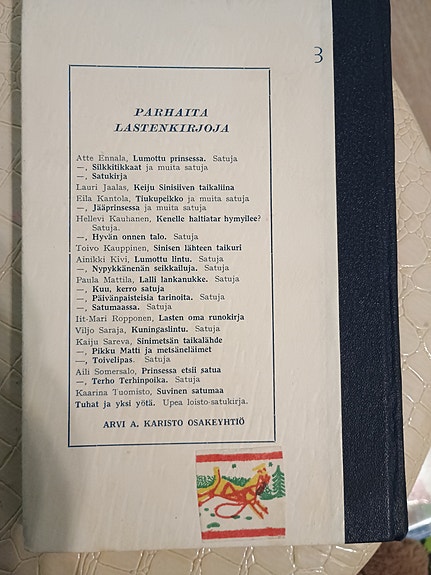 3
PARHAITA
LASTENKIRJOJA
Atte Ennala, Lumottu prinsessa. Satuja
—, Silkkitikkaat ja muita satuja
—, Satukirja
Lauri Jaalas, Keiju Sinisiiven taikaliina
Eila Kantola, Tiukupeikko ja muita satuja
—, Jääprinsessa ja muita satuja
Hellevi Kauhanen, Kenelle haltiatar hymyilee?
Satuja.
—, Hyvän onnen talo. Satuja
Toivo Kauppinen, Sinisen lähteen taikuri
Ainikki Kivi, Lumottu lintu. Satuja
—, Nypykkänenän seikkailuja. Satuja
Paula Mattila, Lalli lankanukke. Satuja
—, Kuu, kerro satuja
—, Päivänpaisteisia tarinoita. Satuja
—, Satumaassa. Satuja
Iit-Mari Ropponen, Lasten oma runokirja
Viljo Saraja, Kuningaslintu. Satuja
Kaiju Sareva, Sinimetsän taikalähde
—, Pikku Matti ja metsäneläimet
—, Toivelipas. Satuja
Aili Somersalo, Prinsessa etsii satua
—, Terho Terhinpoika. Satuja
Kaarina Tuomisto, Suvinen satumaa
Tuhat ja yksi yötä. Upea loisto-satukirja.
ARVI A. KARISTO OSAKEYHTIÖ